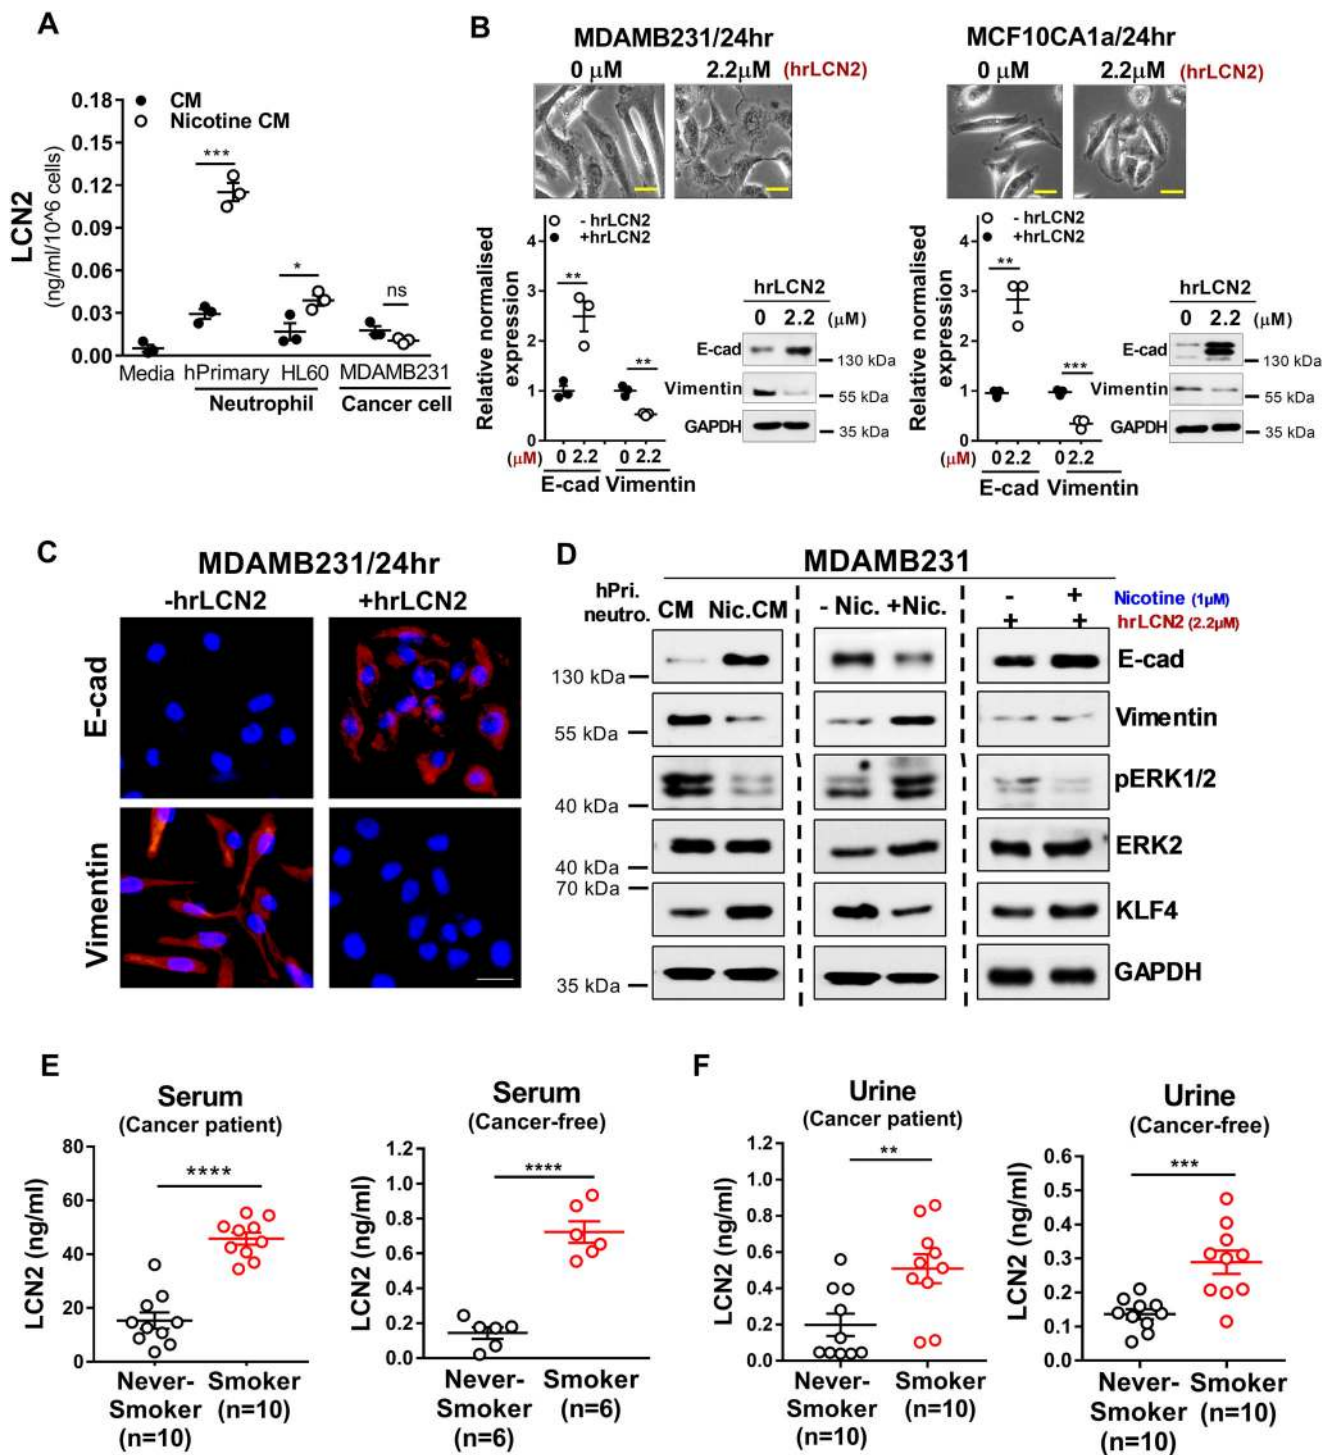 A
LCN2
(ng/ml/10^6 cells)
0.18
0.15
0.12
0.09
0.06
0.03
0.00
CM
Nicotine CM
***
*
ns
Media hPrimary HL60 MDAMB231
Neutrophil Cancer cell
B
MDAMB231/24hr
0 μM 2.2μM (hrLCN2)
Relative normalised
expression
4
3
2
1
0
- hrLCN2
+hrLCN2
**
**
0 2.2 0 2.2
(μM)
E-cad Vimentin
hrLCN2
0 2.2 (μM)
E-cad
130 kDa
Vimentin
55 kDa
GAPDH
35 kDa
MCF10CA1a/24hr
0 μM 2.2μM (hrLCN2)
Relative normalised
expression
4
3
2
1
0
- hrLCN2
+hrLCN2
**
***
0 2.2 0 2.2
(μM)
E-cad Vimentin
hrLCN2
0 2.2 (μM)
E-cad
130 kDa
Vimentin
55 kDa
GAPDH
35 kDa
C
MDAMB231/24hr
-hrLCN2 +hrLCN2
E-cad
Vimentin
D
MDAMB231
hPri.
neutro. CM Nic.CM
- Nic. +Nic.
- + Nicotine (1μM)
+ + hrLCN2 (2.2μM)
E-cad
130 kDa
Vimentin
55 kDa
pERK1/2
40 kDa
ERK2
40 kDa
70 kDa
KLF4
GAPDH
35 kDa
E
Serum
(Cancer patient)
LCN2 (ng/ml)
80
60
40
20
0
****
Never-
Smoker
(n=10)
Smoker
(n=10)
Serum
(Cancer-free)
LCN2 (ng/ml)
1.2
1.0
0.8
0.6
0.4
0.2
0.0
****
Never-
Smoker
(n=6)
Smoker
(n=6)
F
Urine
(Cancer patient)
LCN2 (ng/ml)
1.2
1.0
0.8
0.6
0.4
0.2
0.0
**
Never-
Smoker
(n=10)
Smoker
(n=10)
Urine
(Cancer-free)
LCN2 (ng/ml)
0.6
0.5
0.4
0.3
0.2
0.1
0.0
***
Never-
Smoker
(n=10)
Smoker
(n=10)